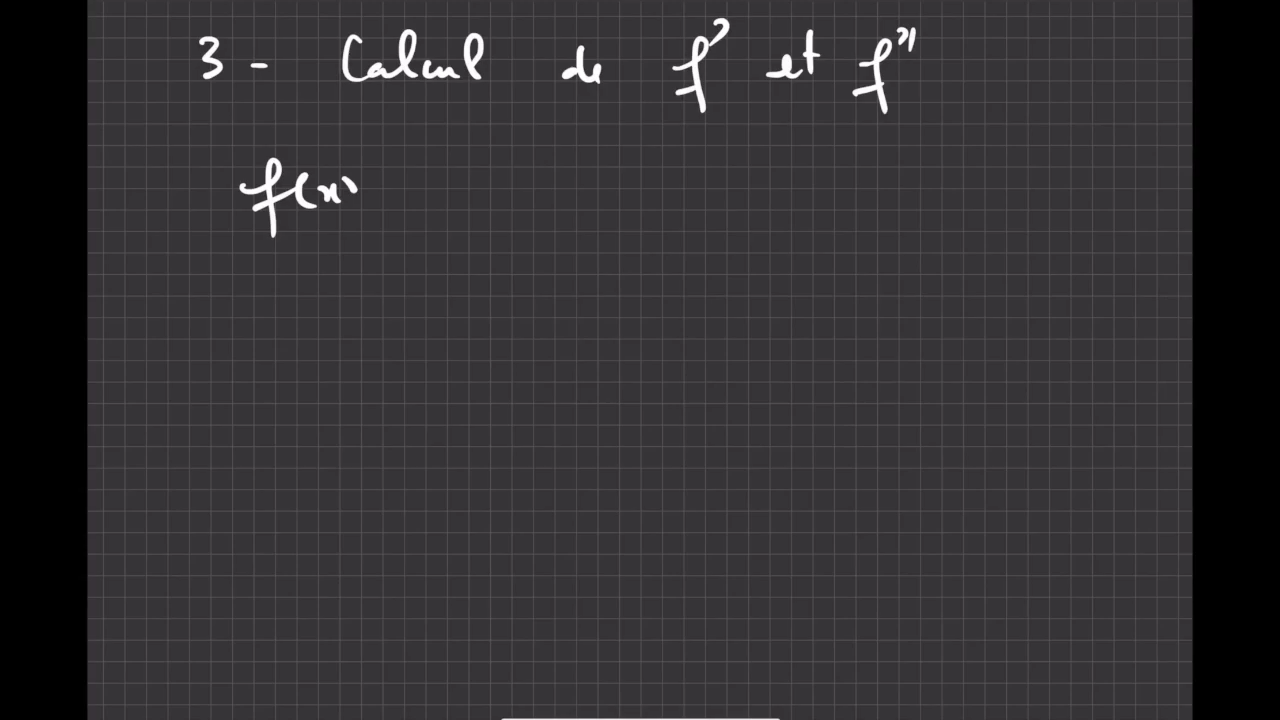 3 - Calcul de f' et f"
f(x)